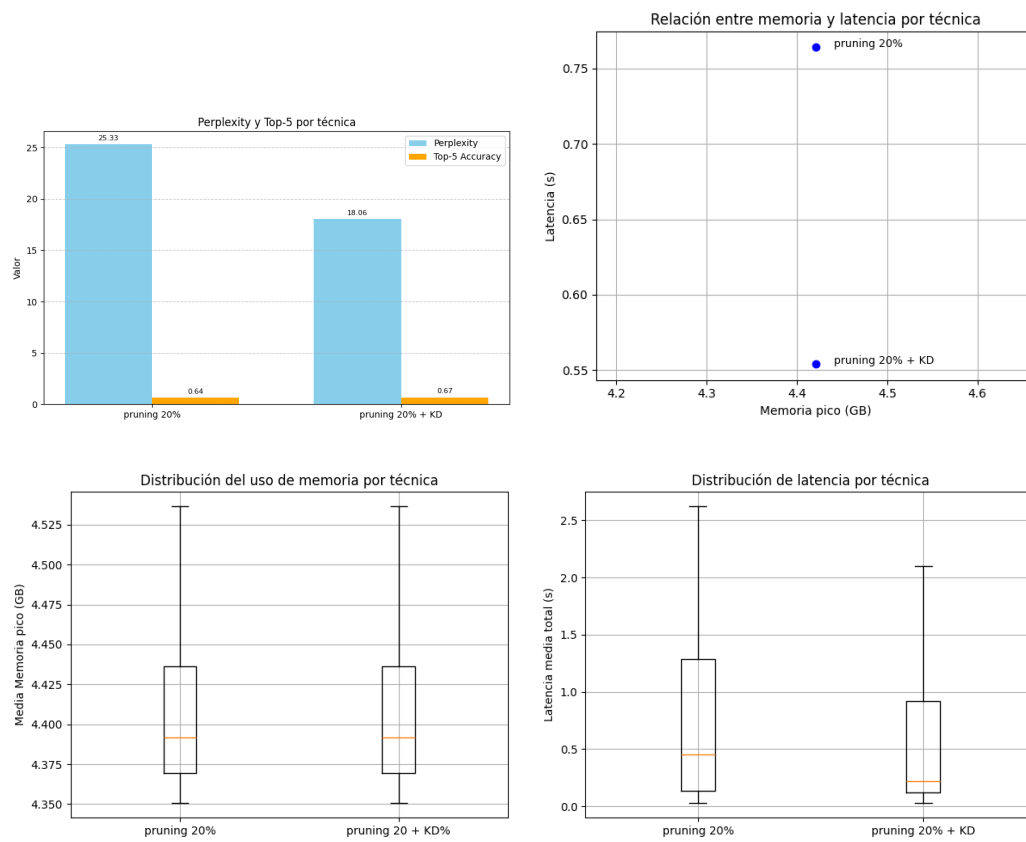 Perplexity y Top-5 por técnica
Perplexity
Top-5 Accuracy
25.33
18.06
0.64
0.67
25
20
15
10
5
0
Valor
pruning 20%
pruning 20% + KD
Relación entre memoria y latencia por técnica
pruning 20%
pruning 20% + KD
0.75
0.70
0.65
0.60
0.55
Latencia (s)
4.2
4.3
4.4
4.5
4.6
Memoria pico (GB)
Distribución del uso de memoria por técnica
4.525
4.500
4.475
4.450
4.425
4.400
4.375
4.350
Media Memoria pico (GB)
pruning 20%
pruning 20 + KD%
Distribución de latencia por técnica
2.5
2.0
1.5
1.0
0.5
0.0
Latencia media total (s)
pruning 20%
pruning 20% + KD